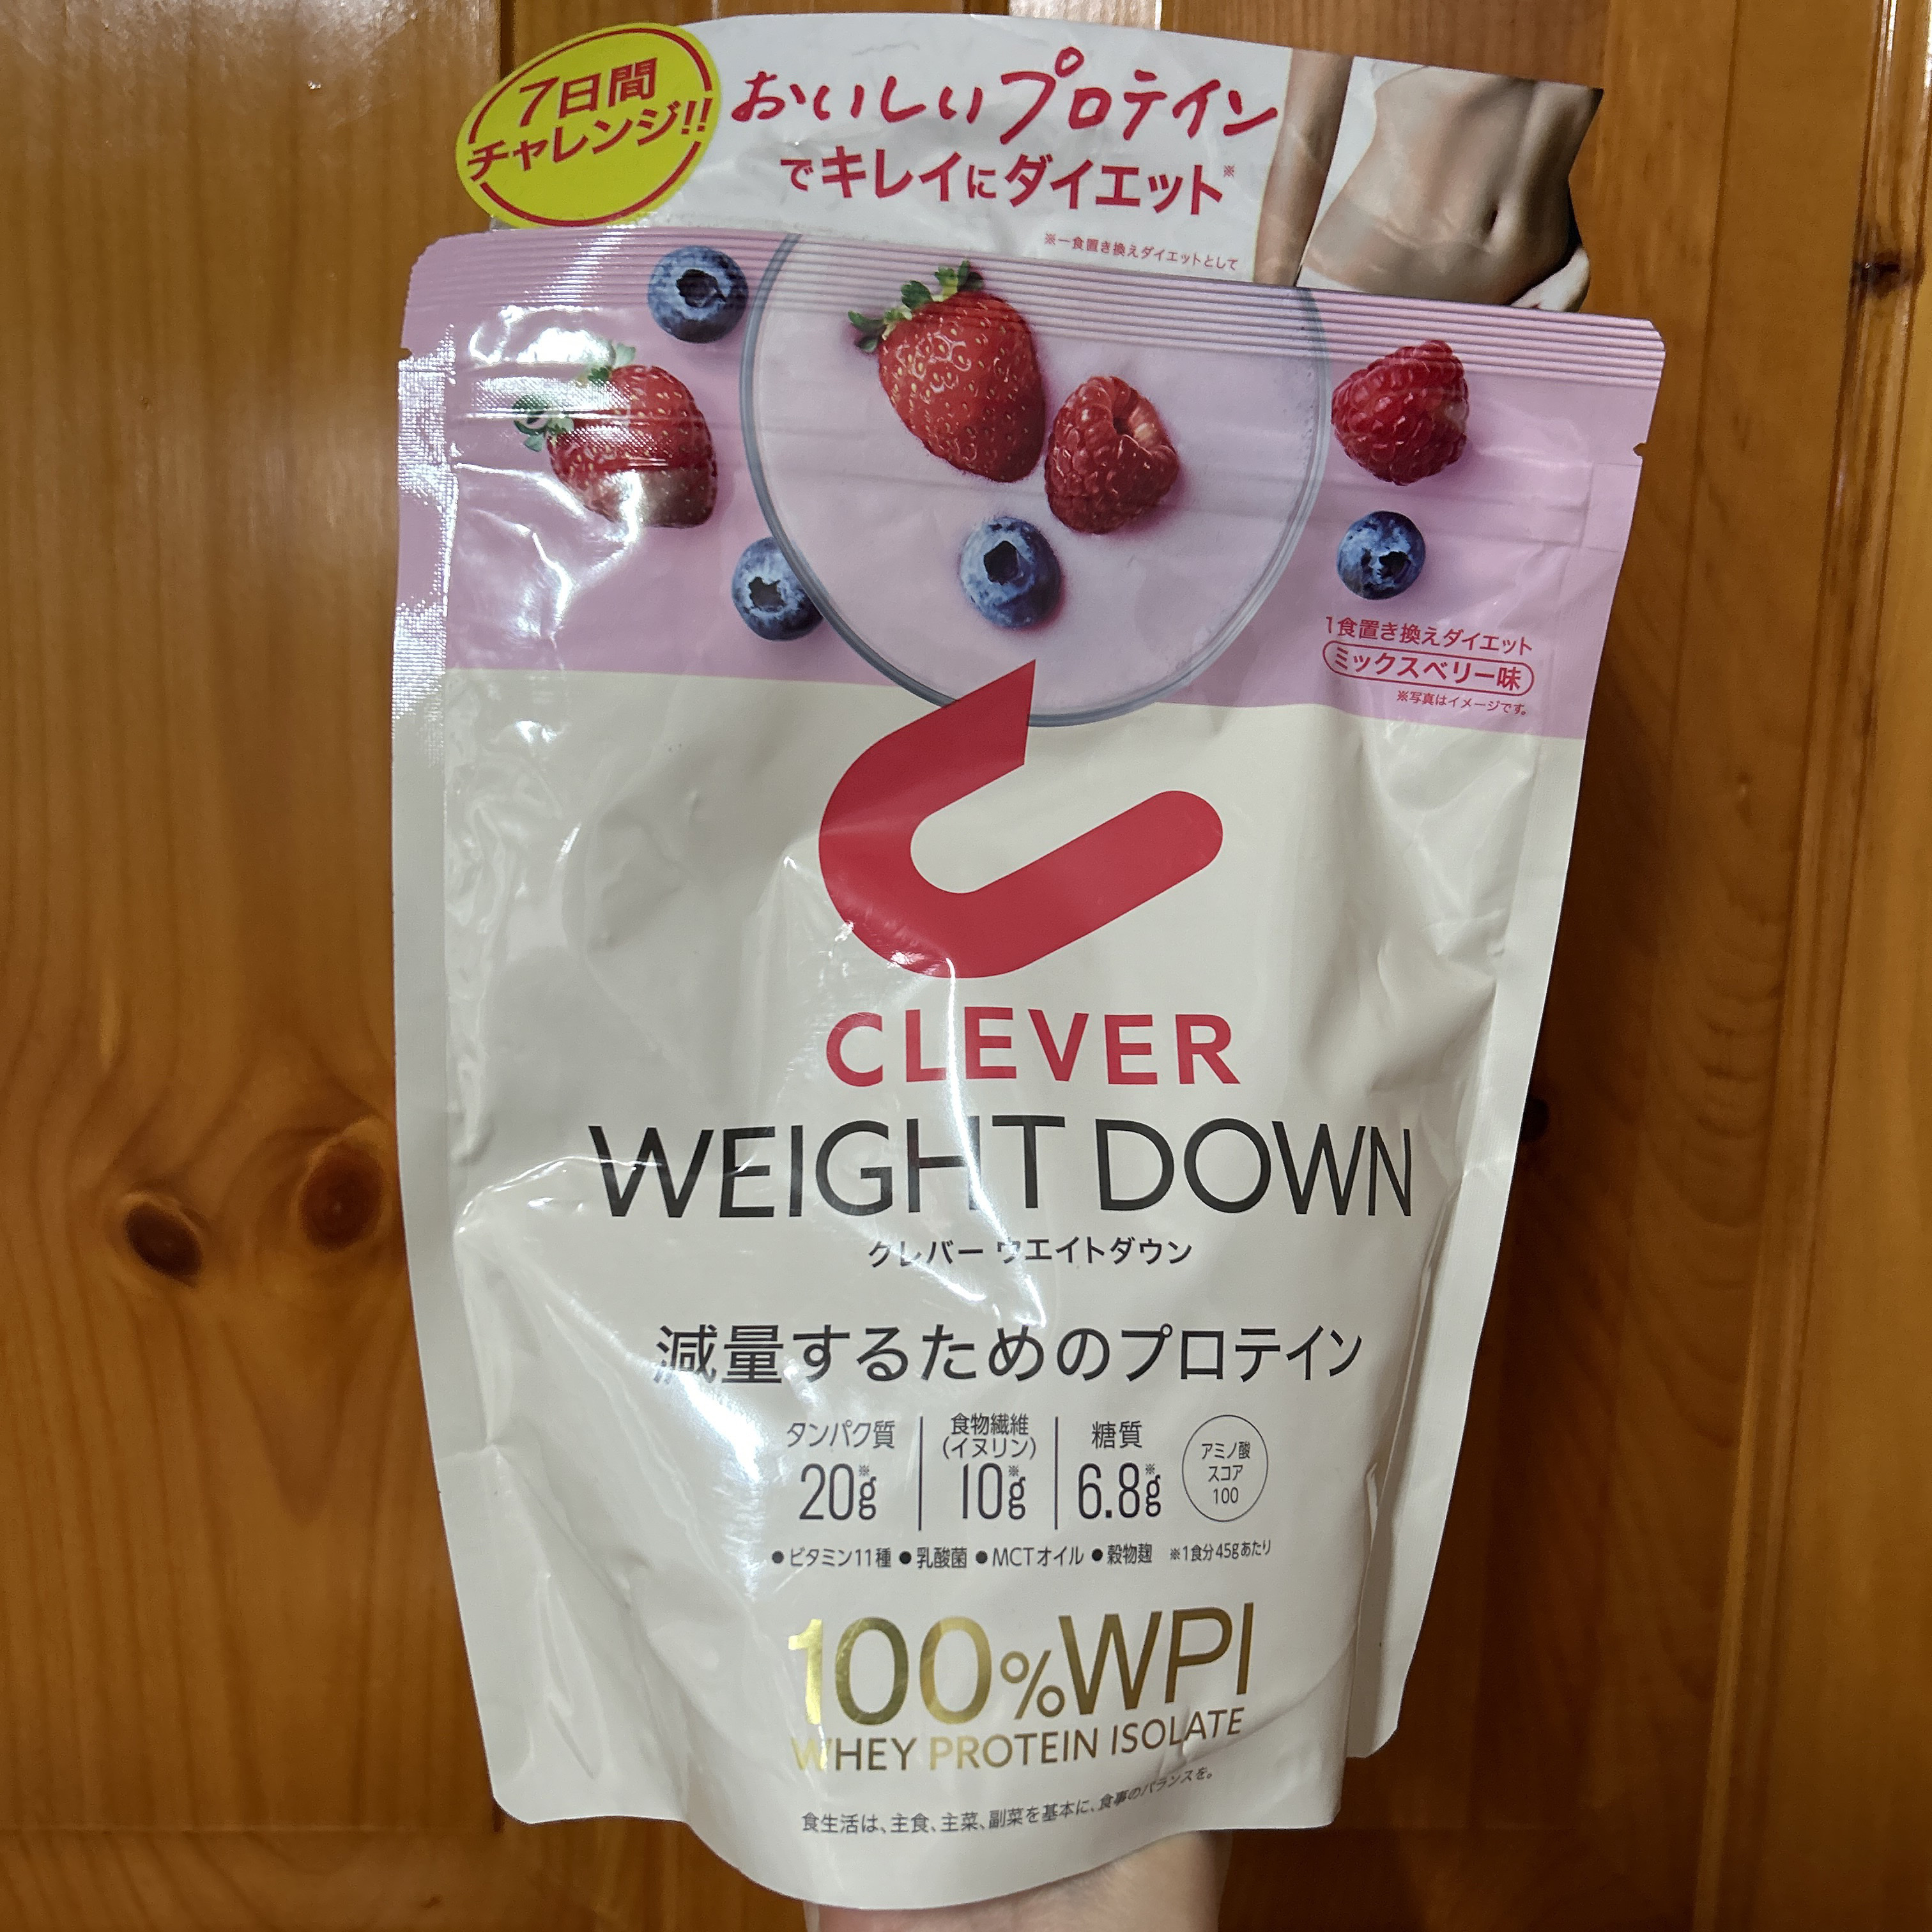 7日間
チャレンジ!!
おいしいプロテイン
でキレイにダイエット※
※一食置き換えダイエットとして
1食置き換えダイエット
ミックスベリー味
※写真はイメージです。
CLEVER
WEIGHT DOWN
クレバー ウエイトダウン
減量するためのプロテイン
タンパク質
20g※
食物繊維
(イヌリン)
10g※
糖質
6.8g※
アミノ酸
スコア
100
●ビタミン11種 ●乳酸菌 ●MCTオイル ●穀物麹 ※1食分45gあたり
100%WPI
WHEY PROTEIN ISOLATE
食生活は、主食、主菜、副菜を基本に、食事のバランスを。